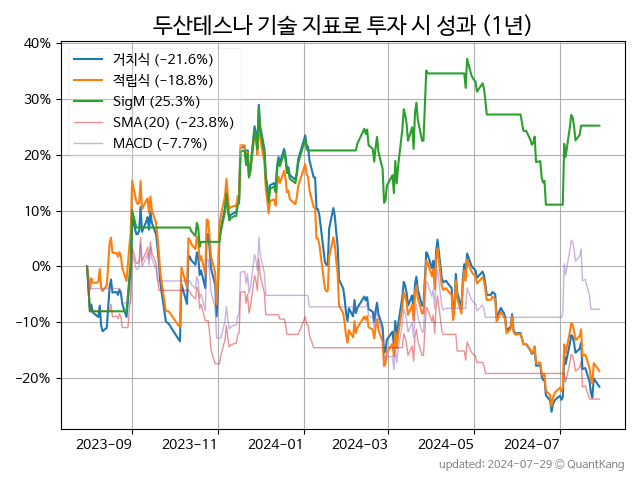 두산테스나 기술 지표로 투자 시 성과 (1년)
40%
30%
20%
10%
0%
−10%
−20%
거치식 (−21.6%)
적립식 (−18.8%)
SigM (25.3%)
SMA(20) (−23.8%)
MACD (−7.7%)
2023-09
2023-11
2024-01
2024-03
2024-05
2024-07
updated: 2024-07-29 © QuantKang